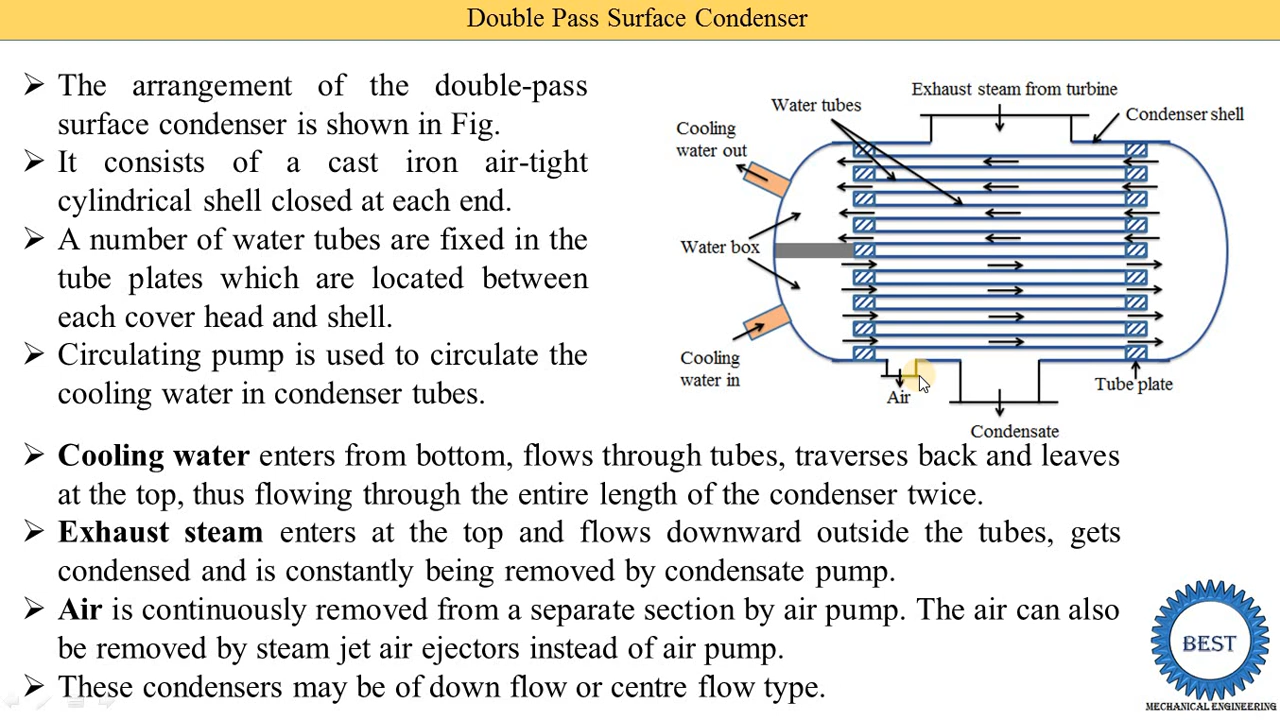 Double Pass Surface Condenser
➢ The arrangement of the double-pass
surface condenser is shown in Fig.
➢ It consists of a cast iron air-tight
cylindrical shell closed at each end.
➢ A number of water tubes are fixed in the
tube plates which are located between
each cover head and shell.
➢ Circulating pump is used to circulate the
cooling water in condenser tubes.
Exhaust steam from turbine
Water tubes
Condenser shell
Cooling
water out
Water box
Cooling
water in
Air
Tube plate
Condensate
➢ Cooling water enters from bottom, flows through tubes, traverses back and leaves
at the top, thus flowing through the entire length of the condenser twice.
➢ Exhaust steam enters at the top and flows downward outside the tubes, gets
condensed and is constantly being removed by condensate pump.
➢ Air is continuously removed from a separate section by air pump. The air can also
be removed by steam jet air ejectors instead of air pump.
➢ These condensers may be of down flow or centre flow type.
BEST
MECHANICAL ENGINEERING